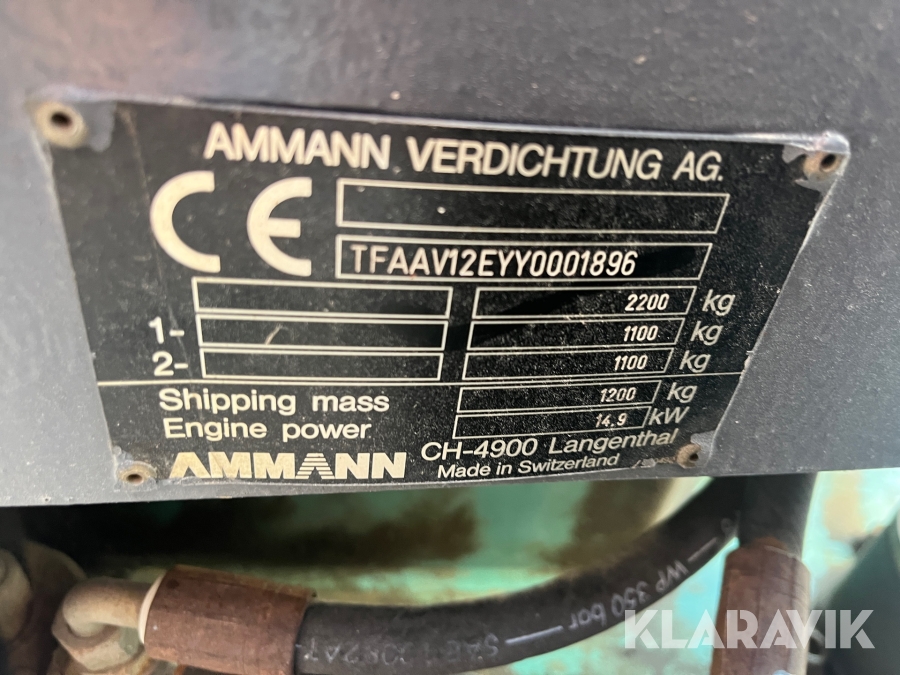 AMMANN VERDICHTUNG AG.
CE
TFAAV12EYY0001896
2200 kg
1- 1100 kg
2- 1100 kg
Shipping mass 1200 kg
Engine power 14.9 kW
AMMANN CH-4900 Langenthal
Made in Switzerland
WP 350 bar
KLARAVIK